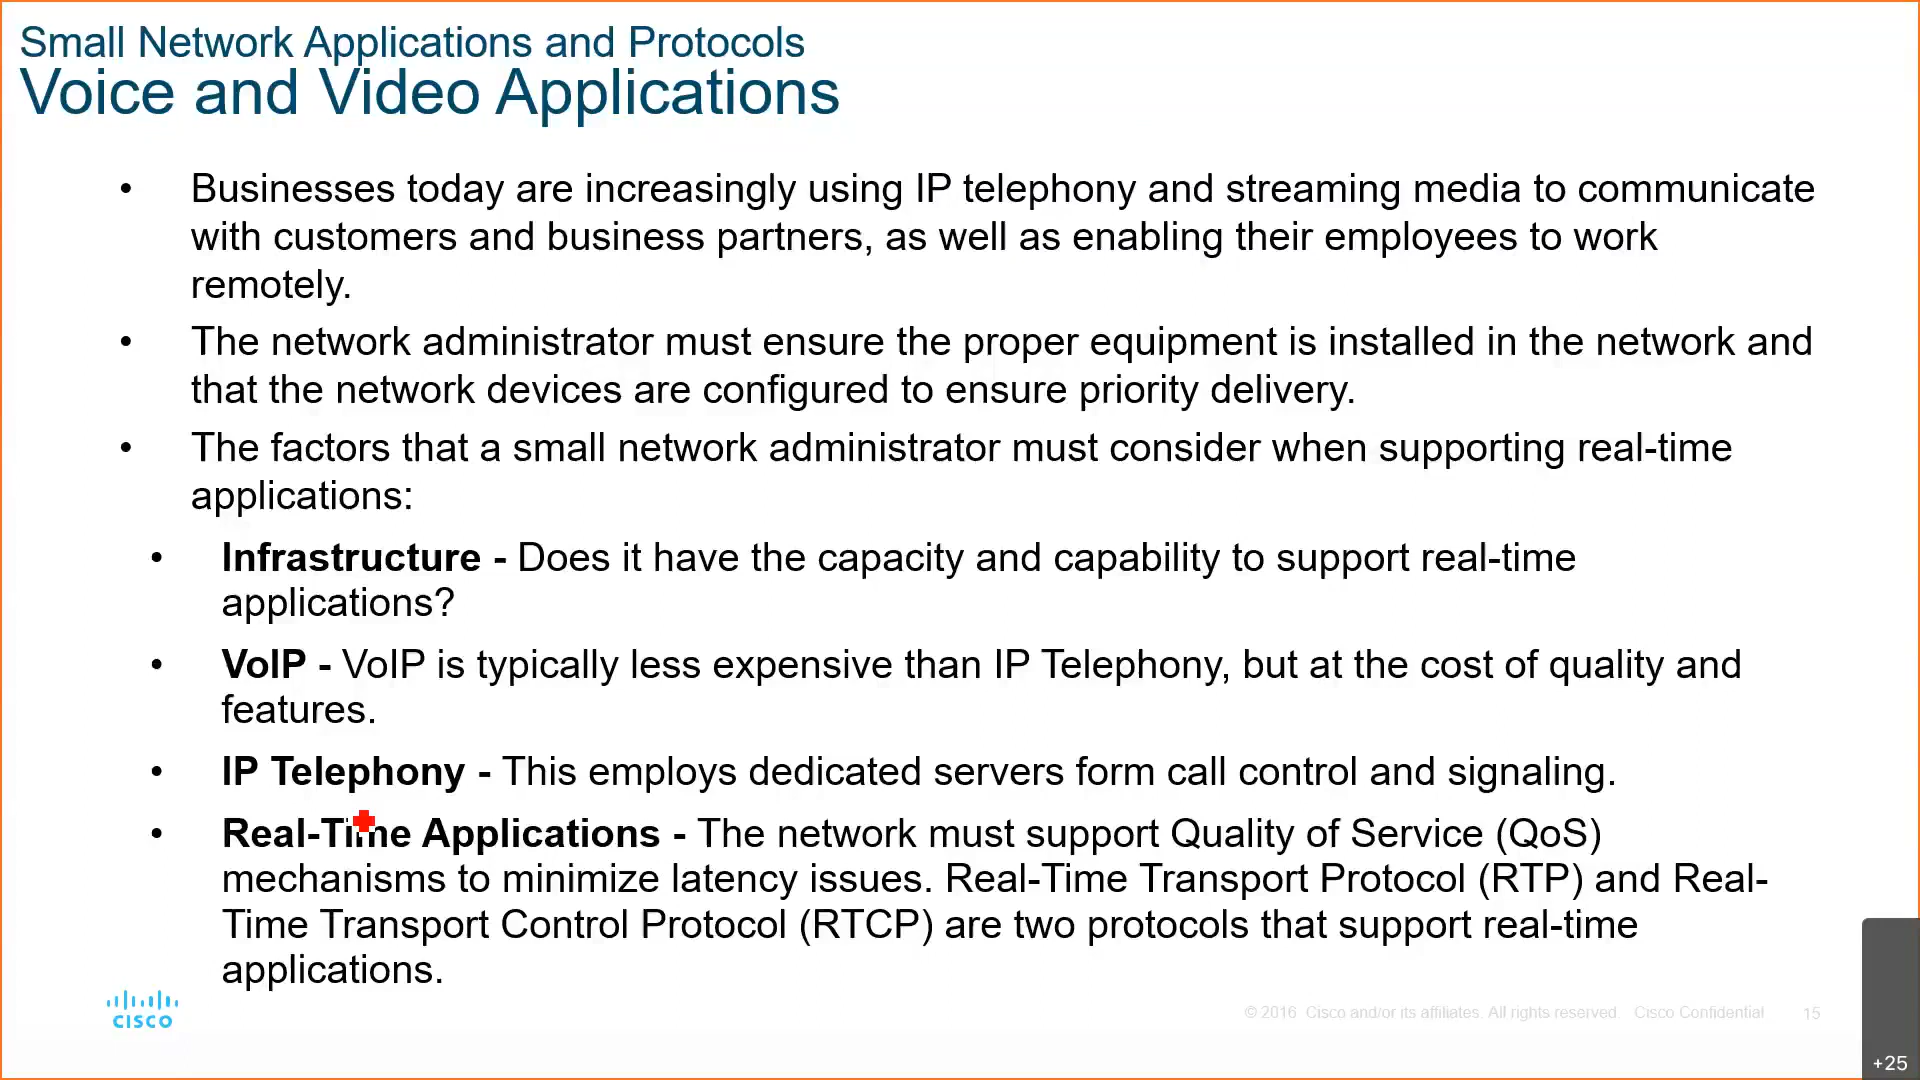 Small Network Applications and Protocols
Voice and Video Applications
• Businesses today are increasingly using IP telephony and streaming media to communicate
with customers and business partners, as well as enabling their employees to work
remotely.
• The network administrator must ensure the proper equipment is installed in the network and
that the network devices are configured to ensure priority delivery.
• The factors that a small network administrator must consider when supporting real-time
applications:
• Infrastructure - Does it have the capacity and capability to support real-time
applications?
• VoIP - VoIP is typically less expensive than IP Telephony, but at the cost of quality and
features.
• IP Telephony - This employs dedicated servers form call control and signaling.
• Real-Time Applications - The network must support Quality of Service (QoS)
mechanisms to minimize latency issues. Real-Time Transport Protocol (RTP) and Real-
Time Transport Control Protocol (RTCP) are two protocols that support real-time
applications.
CISCO
© 2016 Cisco and/or its affiliates. All rights reserved. Cisco Confidential 15
+25